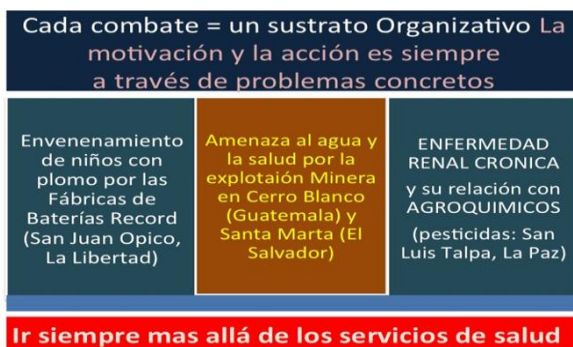 Cada combate = un sustrato Organizativo La
motivación y la acción es siempre
a través de problemas concretos
Envenenamiento
de niños con
plomo por las
Fábricas de
Baterías Record
(San Juan Opico,
La Libertad)
Amenaza al agua y
la salud por la
explotaión Minera
en Cerro Blanco
(Guatemala) y
Santa Marta (El
Salvador)
ENFERMEDAD
RENAL CRONICA
y su relación con
AGROQUIMICOS
(pesticidas: San
Luis Talpa, La Paz)
Ir siempre mas allá de los servicios de salud